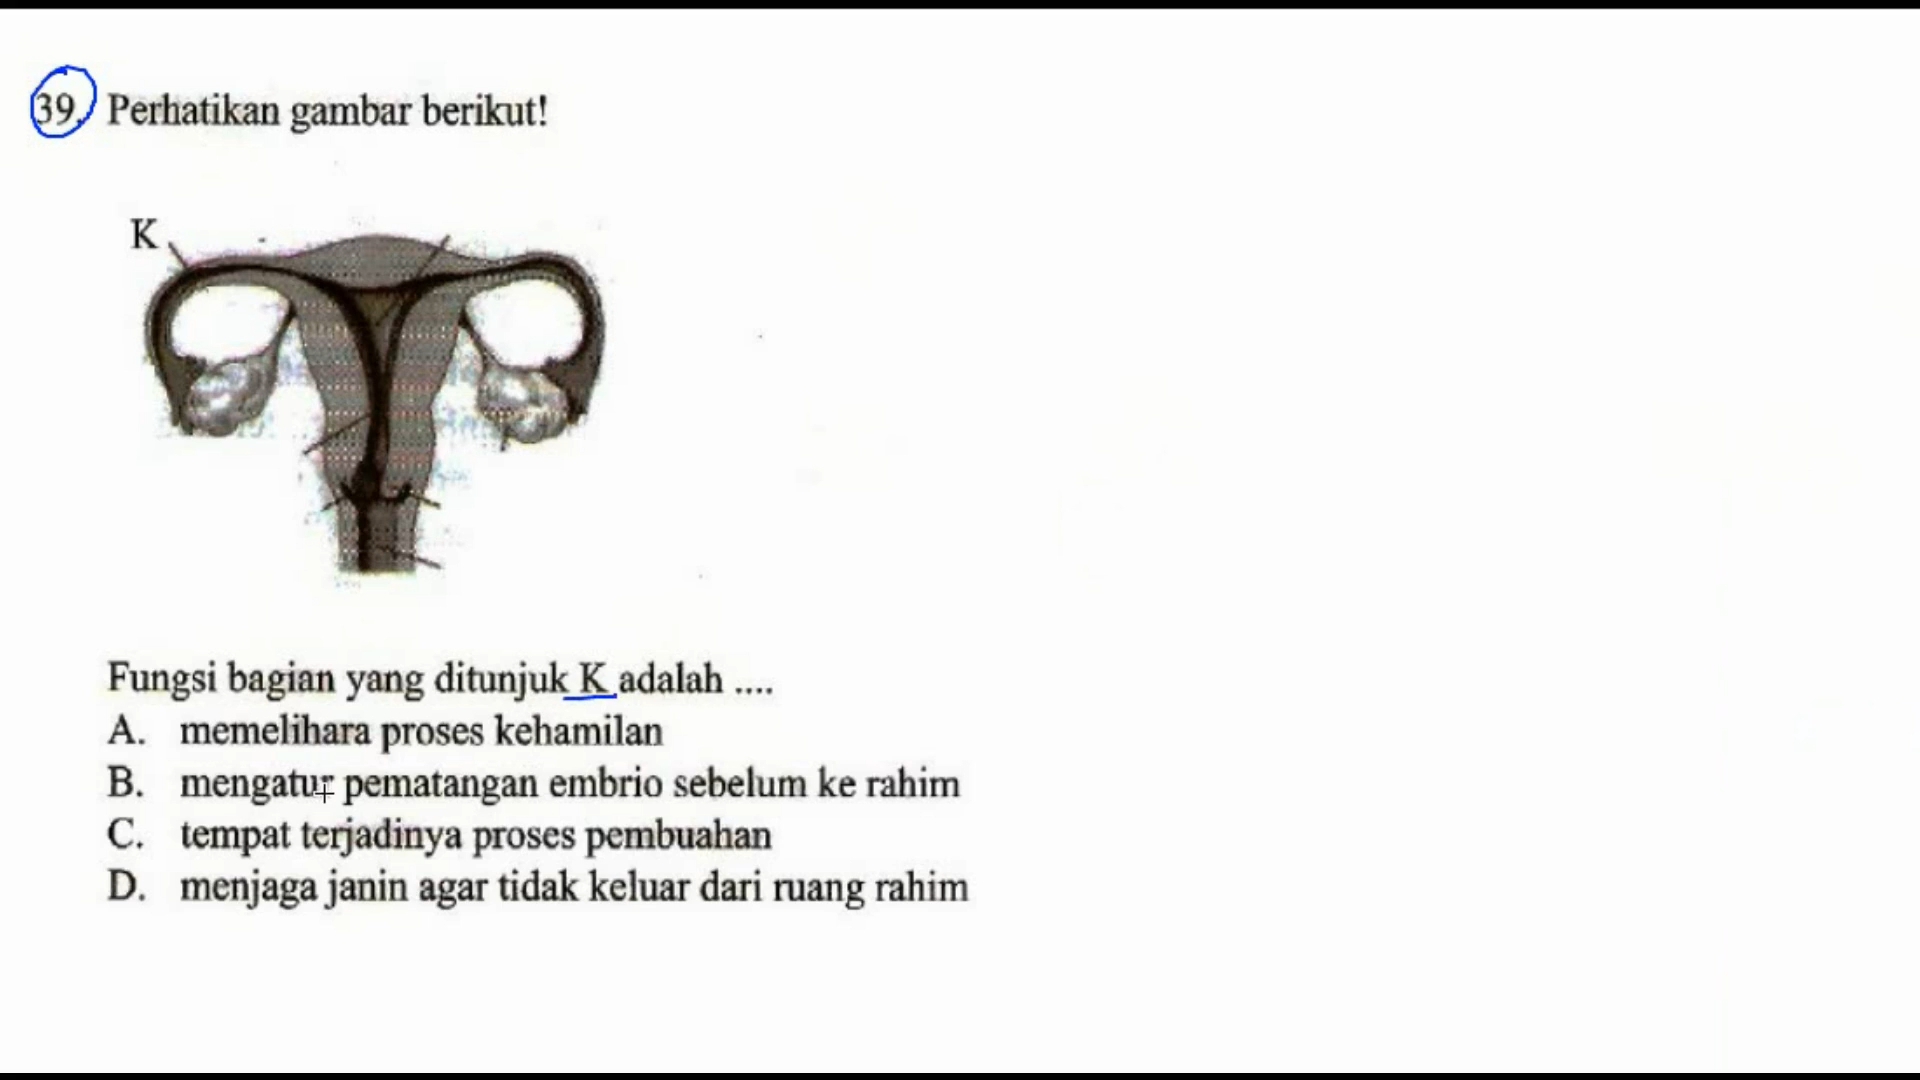 39. Perhatikan gambar berikut!
K
Fungsi bagian yang ditunjuk K adalah ....
A. memelihara proses kehamilan
B. mengatur pematangan embrio sebelum ke rahim
C. tempat terjadinya proses pembuahan
D. menjaga janin agar tidak keluar dari ruang rahim